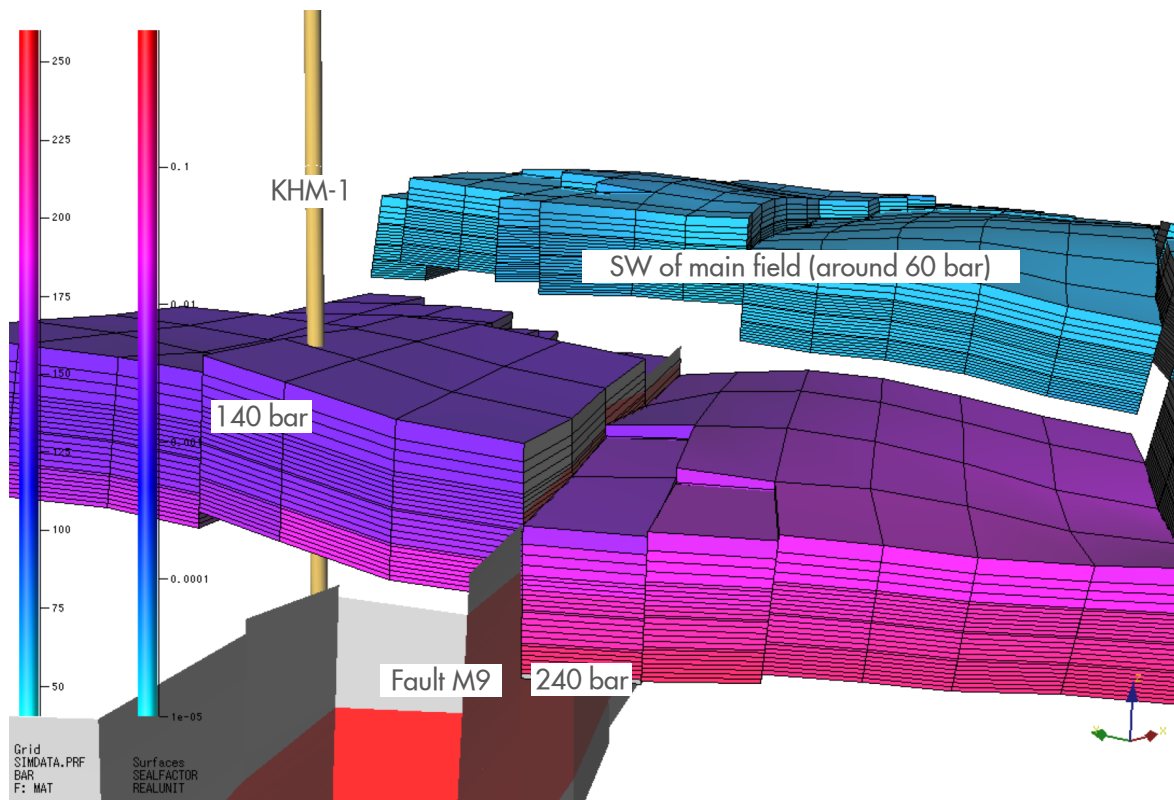 250
225
200
175
150
125
100
75
50
0.1
0.01
0.001
0.0001
1e-05
KHM-1
SW of main field (around 60 bar)
140 bar
Fault M9
240 bar
Grid
SIMDATA.PRF
BAR
F: MAT
Surfaces
SEALFACTOR
REALUNIT
Z
Y
X